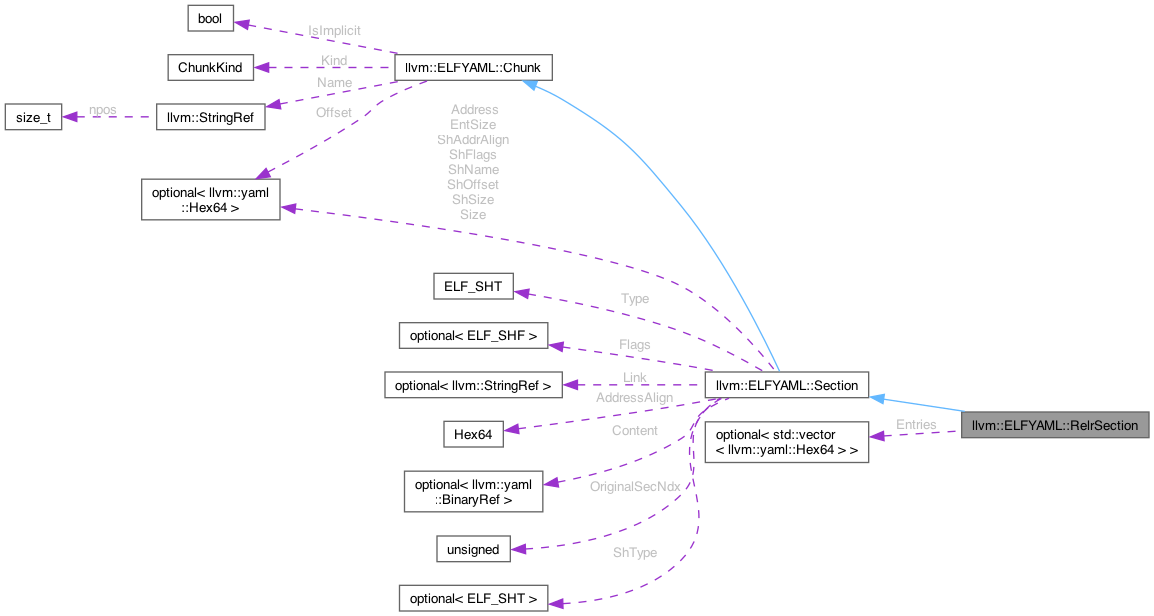 bool
IsImplicit
ChunkKind
Kind
llvm::ELFYAML::Chunk
Name
size_t
npos
llvm::StringRef
Offset
Address
EntSize
ShAddrAlign
ShFlags
ShName
ShOffset
ShSize
Size
optional< llvm::yaml
::Hex64 >
ELF_SHT
Type
optional< ELF_SHF >
Flags
optional< llvm::StringRef >
Link
llvm::ELFYAML::Section
AddressAlign
Hex64
Content
optional< std::vector
< llvm::yaml::Hex64 > >
Entries
llvm::ELFYAML::RelrSection
optional< llvm::yaml
::BinaryRef >
OriginalSecNdx
unsigned
ShType
optional< ELF_SHT >